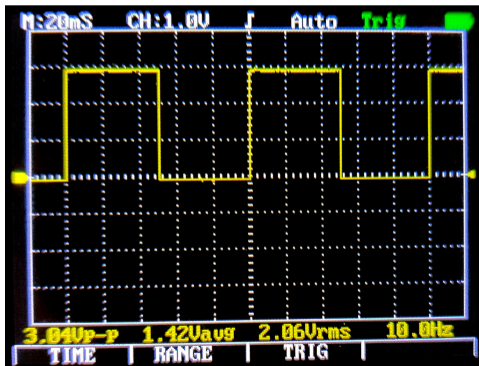 M:20mS CH:1.0V ƒ Auto Trig
3.04Vp-p 1.42Vavg 2.06Vrms 10.0Hz
TIME RANGE TRIG